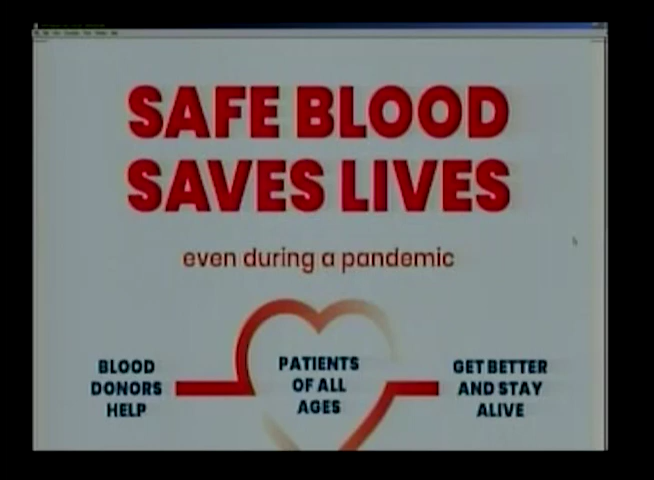 SAFE BLOOD
SAVES LIVES
even during a pandemic
BLOOD
DONORS
HELP
PATIENTS
OF ALL
AGES
GET BETTER
AND STAY
ALIVE